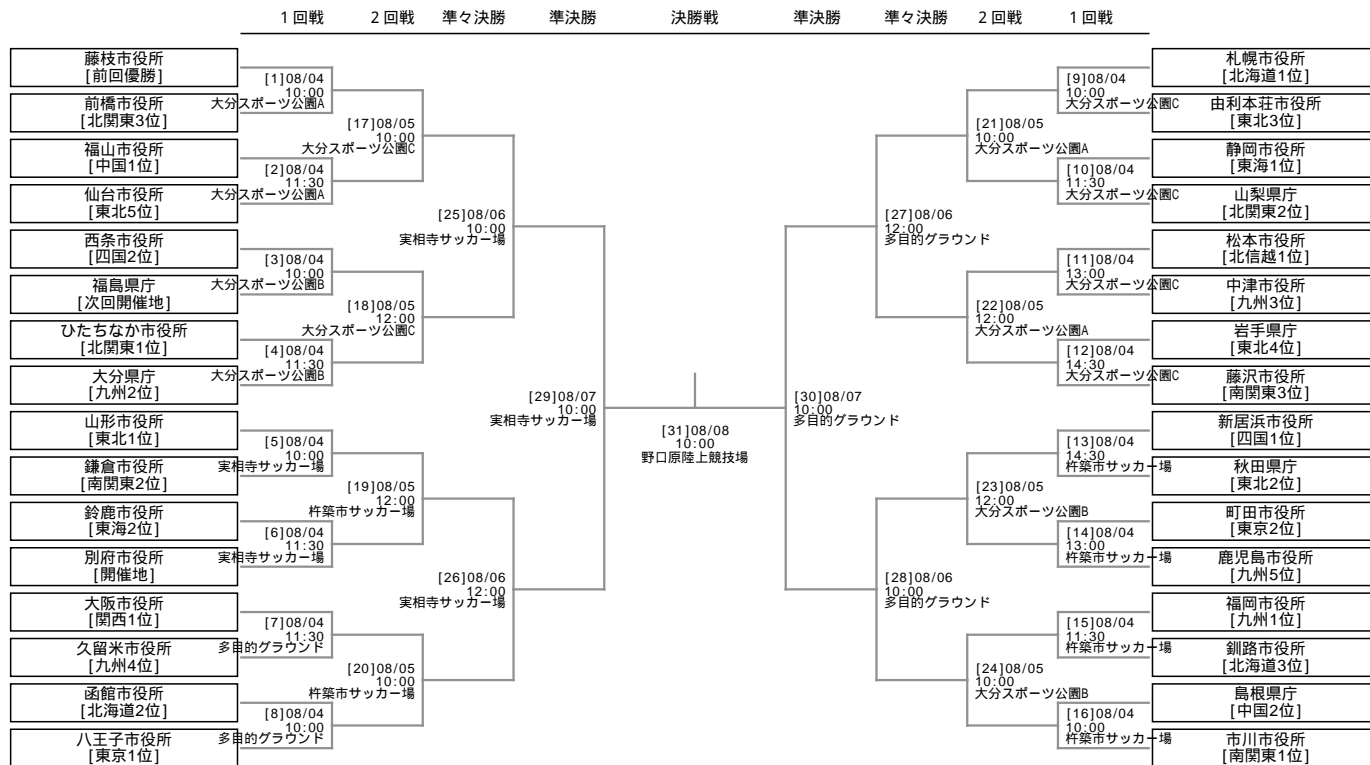 1回戦 2回戦 準々決勝 準決勝 決勝戦 準決勝 準々決勝 2回戦 1回戦
藤枝市役所
[前回優勝]
前橋市役所
[北関東3位]
福山市役所
[中国1位]
仙台市役所
[東北5位]
西条市役所
[四国2位]
福島県庁
[次回開催地]
ひたちなか市役所
[北関東1位]
大分県庁
[九州2位]
山形市役所
[東北1位]
鎌倉市役所
[南関東2位]
鈴鹿市役所
[東海2位]
別府市役所
[開催地]
大阪市役所
[関西1位]
久留米市役所
[九州4位]
函館市役所
[北海道2位]
八王子市役所
[東京1位]
[1]08/04
10:00
大分スポーツ公園A
[2]08/04
11:30
大分スポーツ公園A
[3]08/04
10:00
大分スポーツ公園B
[4]08/04
11:30
大分スポーツ公園B
[5]08/04
10:00
実相寺サッカー場
[6]08/04
11:30
実相寺サッカー場
[7]08/04
11:30
多目的グラウンド
[8]08/04
10:00
多目的グラウンド
[17]08/05
10:00
大分スポーツ公園C
[18]08/05
12:00
大分スポーツ公園C
[19]08/05
12:00
杵築市サッカー場
[20]08/05
10:00
杵築市サッカー場
[25]08/06
10:00
実相寺サッカー場
[26]08/06
12:00
実相寺サッカー場
[29]08/07
10:00
実相寺サッカー場
[31]08/08
10:00
野口原陸上競技場
[30]08/07
10:00
多目的グラウンド
[27]08/06
12:00
多目的グラウンド
[28]08/06
10:00
多目的グラウンド
[21]08/05
10:00
大分スポーツ公園A
[22]08/05
12:00
大分スポーツ公園A
[23]08/05
12:00
大分スポーツ公園B
[24]08/05
10:00
大分スポーツ公園B
[9]08/04
10:00
大分スポーツ公園C
[10]08/04
11:30
大分スポーツ公園C
[11]08/04
13:00
大分スポーツ公園C
[12]08/04
14:30
大分スポーツ公園C
[13]08/04
14:30
杵築市サッカー場
[14]08/04
13:00
杵築市サッカー場
[15]08/04
11:30
杵築市サッカー場
[16]08/04
10:00
杵築市サッカー場
札幌市役所
[北海道1位]
由利本荘市役所
[東北3位]
静岡市役所
[東海1位]
山梨県庁
[北関東2位]
松本市役所
[北信越1位]
中津市役所
[九州3位]
岩手県庁
[東北4位]
藤沢市役所
[南関東3位]
新居浜市役所
[四国1位]
秋田県庁
[東北2位]
町田市役所
[東京2位]
鹿児島市役所
[九州5位]
福岡市役所
[九州1位]
釧路市役所
[北海道3位]
島根県庁
[中国2位]
市川市役所
[南関東1位]